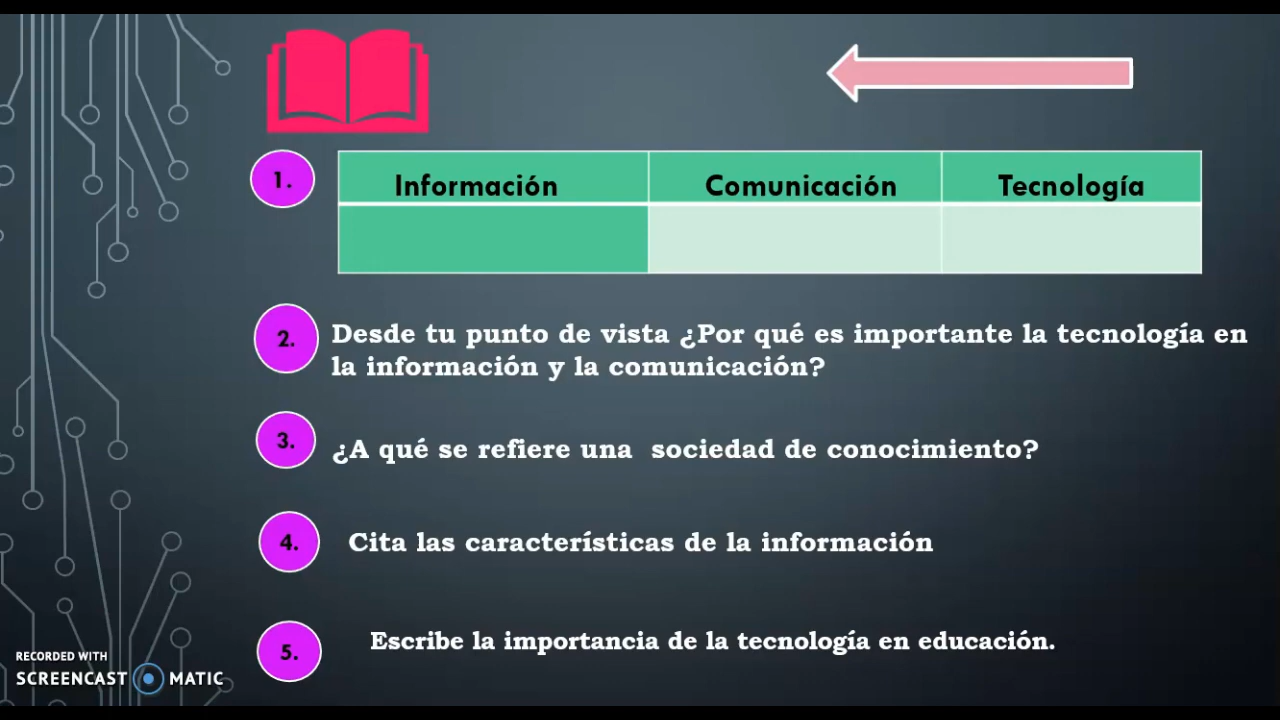 1.
Información Comunicación Tecnología
2.
Desde tu punto de vista ¿Por qué es importante la tecnología en
la información y la comunicación?
3.
¿A qué se refiere una sociedad de conocimiento?
4.
Cita las características de la información
5.
Escribe la importancia de la tecnología en educación.
RECORDED WITH
SCREENCAST MATIC